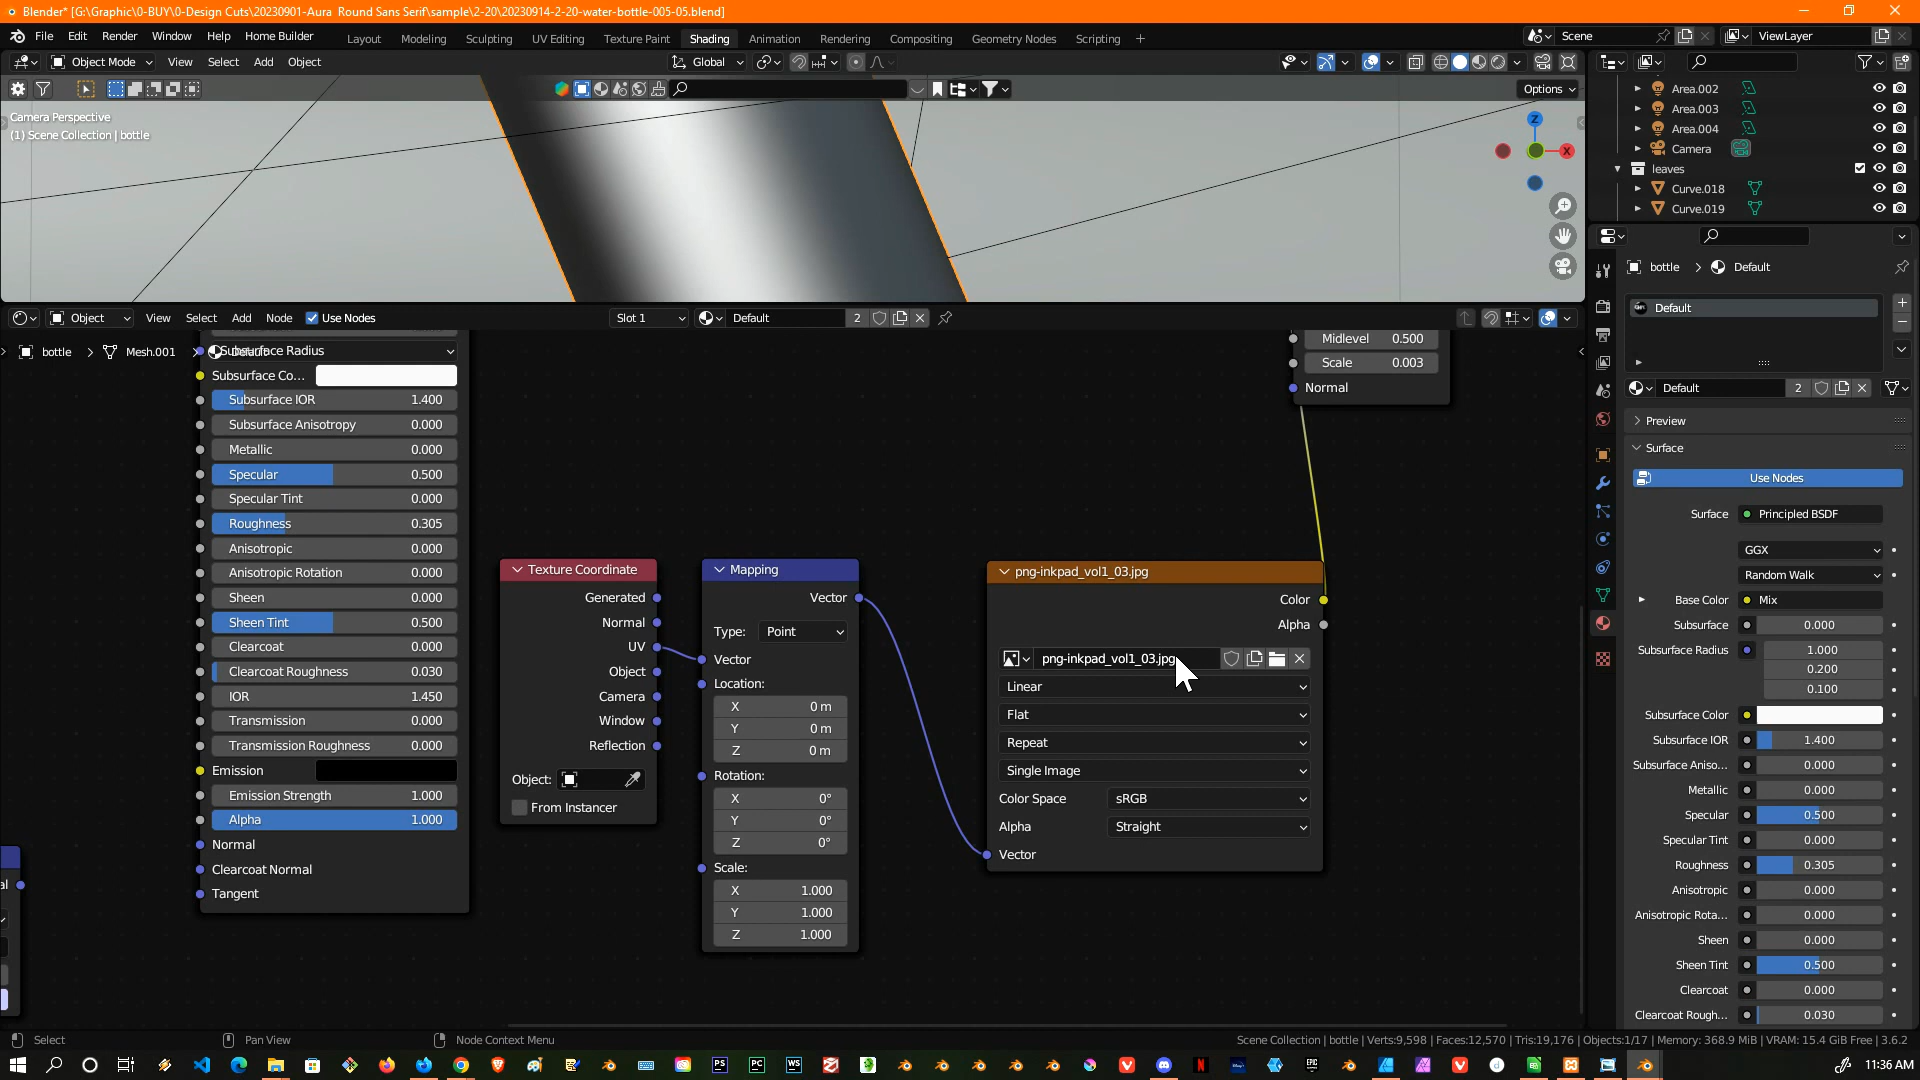 Blender* [G:\Graphic\0-BUY\0-Design Cuts\20230901-Aura  Round Sans Serif\sample\2-20\20230914-2-20-water-bottle-005-05.blend]
File Edit Render Window Help Home Builder Layout Modeling Sculpting UV Editing Texture Paint Shading Animation Rendering Compositing Geometry Nodes Scripting + Scene ViewLayer
Object Mode View Select Add Object Global
Options
Camera Perspective
(1) Scene Collection | bottle
Z
X
Area.002
Area.003
Area.004
Camera
leaves
Curve.018
Curve.019
Object View Select Add Node Use Nodes Slot 1 Default 2
bottle > Mesh.001 >
Subsurface Radius
Subsurface Co...
Subsurface IOR 1.400
Subsurface Anisotropy 0.000
Metallic 0.000
Specular 0.500
Specular Tint 0.000
Roughness 0.305
Anisotropic 0.000
Anisotropic Rotation 0.000
Sheen 0.000
Sheen Tint 0.500
Clearcoat 0.000
Clearcoat Roughness 0.030
IOR 1.450
Transmission 0.000
Transmission Roughness 0.000
Emission
Emission Strength 1.000
Alpha 1.000
Normal
Clearcoat Normal
Tangent
Texture Coordinate
Generated
Normal
UV
Object
Camera
Window
Reflection
Object:
From Instancer
Mapping
Vector
Type: Point
Vector
Location:
X 0 m
Y 0 m
Z 0 m
Rotation:
X 0°
Y 0°
Z 0°
Scale:
X 1.000
Y 1.000
Z 1.000
Midlevel 0.500
Scale 0.003
Normal
png-inkpad_vol1_03.jpg
Color
Alpha
png-inkpad_vol1_03.jpg
Linear
Flat
Repeat
Single Image
Color Space sRGB
Alpha Straight
Vector
bottle > Default
Default
Default 2
Preview
Surface
Use Nodes
Surface Principled BSDF
GGX
Random Walk
Base Color Mix
Subsurface 0.000
Subsurface Radius 1.000
0.200
0.100
Subsurface Color
Subsurface IOR 1.400
Subsurface Aniso... 0.000
Metallic 0.000
Specular 0.500
Specular Tint 0.000
Roughness 0.305
Anisotropic 0.000
Anisotropic Rota... 0.000
Sheen 0.000
Sheen Tint 0.500
Clearcoat 0.000
Clearcoat Rough... 0.030
Select Pan View Node Context Menu Scene Collection | bottle | Verts:9,598 | Faces:12,570 | Tris:19,176 | Objects:1/17 | Memory: 368.9 MiB | VRAM: 15.4 GiB Free | 3.6.2
PS PC WS 11:36 AM